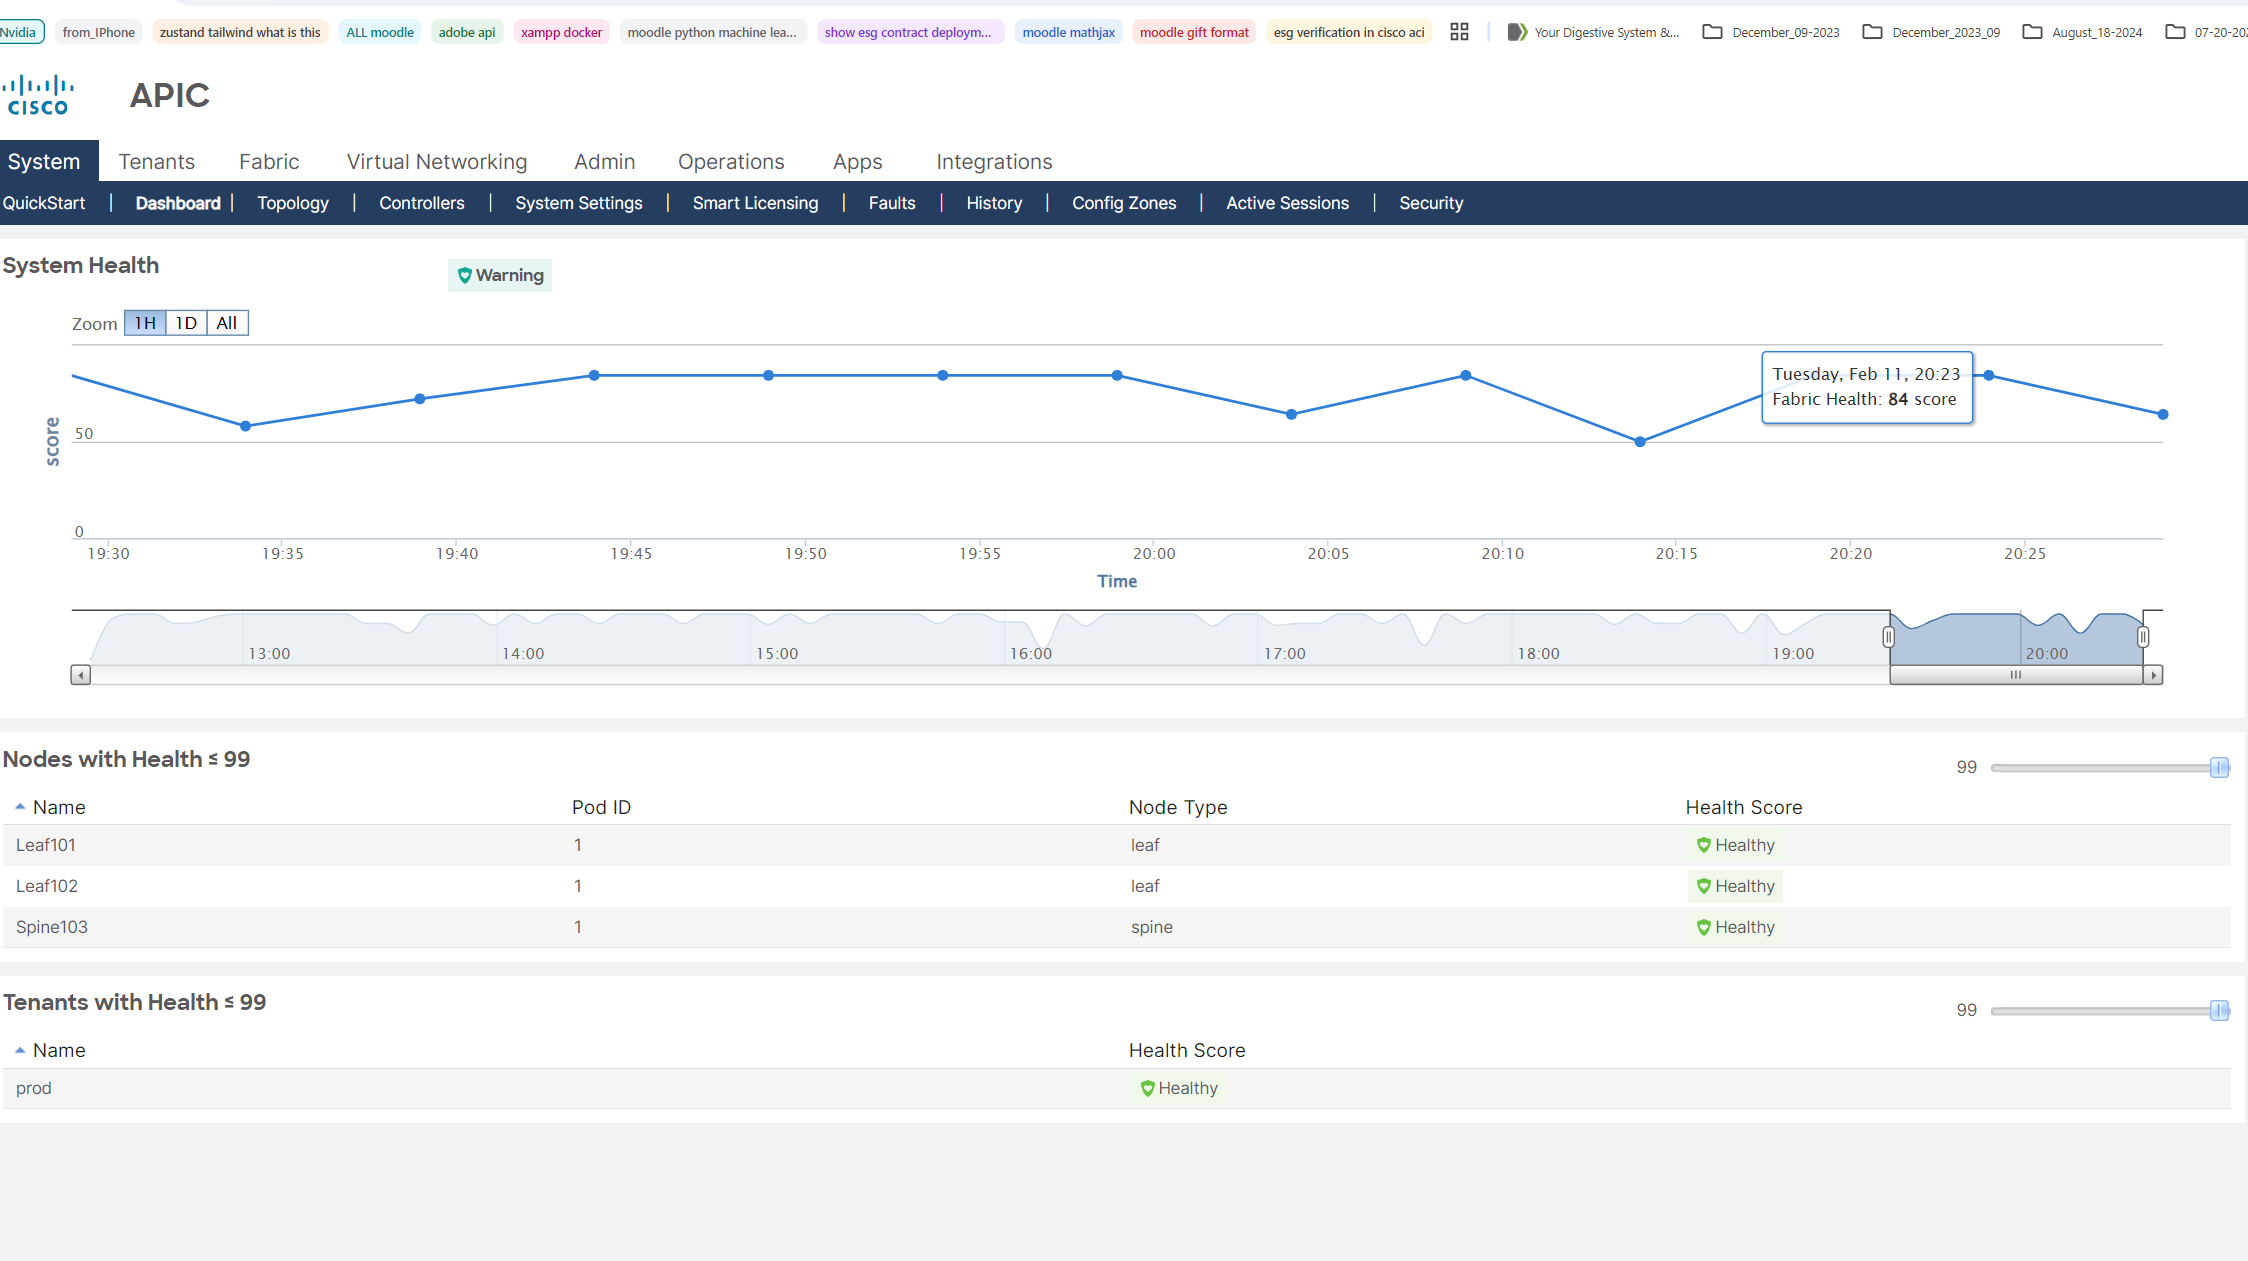 Nvidia from_IPhone zustand tailwind what is this ALL moodle adobe api xampp docker moodle python machine lea... show esg contract deploym... moodle mathjax moodle gift format esg verification in cisco aci Your Digestive System &... December_09-2023 December_2023_09 August_18-2024 07-20-202
CISCO APIC
System Tenants Fabric Virtual Networking Admin Operations Apps Integrations
QuickStart | Dashboard | Topology | Controllers | System Settings | Smart Licensing | Faults | History | Config Zones | Active Sessions | Security
System Health
Warning
Zoom 1H 1D All
Tuesday, Feb 11, 20:23
Fabric Health: 84 score
score
50
0
19:30 19:35 19:40 19:45 19:50 19:55 20:00 20:05 20:10 20:15 20:20 20:25
Time
13:00 14:00 15:00 16:00 17:00 18:00 19:00 20:00
Nodes with Health ≤ 99
99
Name Pod ID Node Type Health Score
Leaf101 1 leaf Healthy
Leaf102 1 leaf Healthy
Spine103 1 spine Healthy
Tenants with Health ≤ 99
99
Name Health Score
prod Healthy